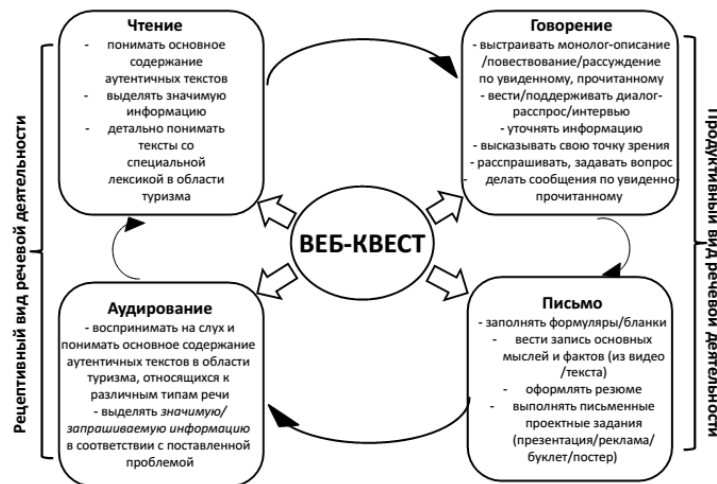 Рецептивный вид речевой деятельности
Чтение
- понимать основное
содержание
аутентичных текстов
- выделять значимую
информацию
- детально понимать
тексты со
специальной
лексикой в области
туризма
Говорение
- выстраивать монолог-описание
/повествование/рассуждение
по увиденному, прочитанному
- вести/поддерживать диалог-
расспрос/интервью
- уточнять информацию
- высказывать свою точку зрения
- расспрашивать, задавать вопрос
- делать сообщения по увиденно-
прочитанному
ВЕБ-КВЕСТ
Аудирование
- воспринимать на слух и
понимать основное содержание
аутентичных текстов в области
туризма, относящихся к
различным типам речи
- выделять значимую/
запрашиваемую информацию
в соответствии с поставленной
проблемой
Письмо
- заполнять формуляры/бланки
- вести запись основных
мыслей и фактов (из видео
/текста)
- оформлять резюме
- выполнять письменные
проектные задания
(презентация/реклама/
буклет/постер)
Продуктивный вид речевой деятельности